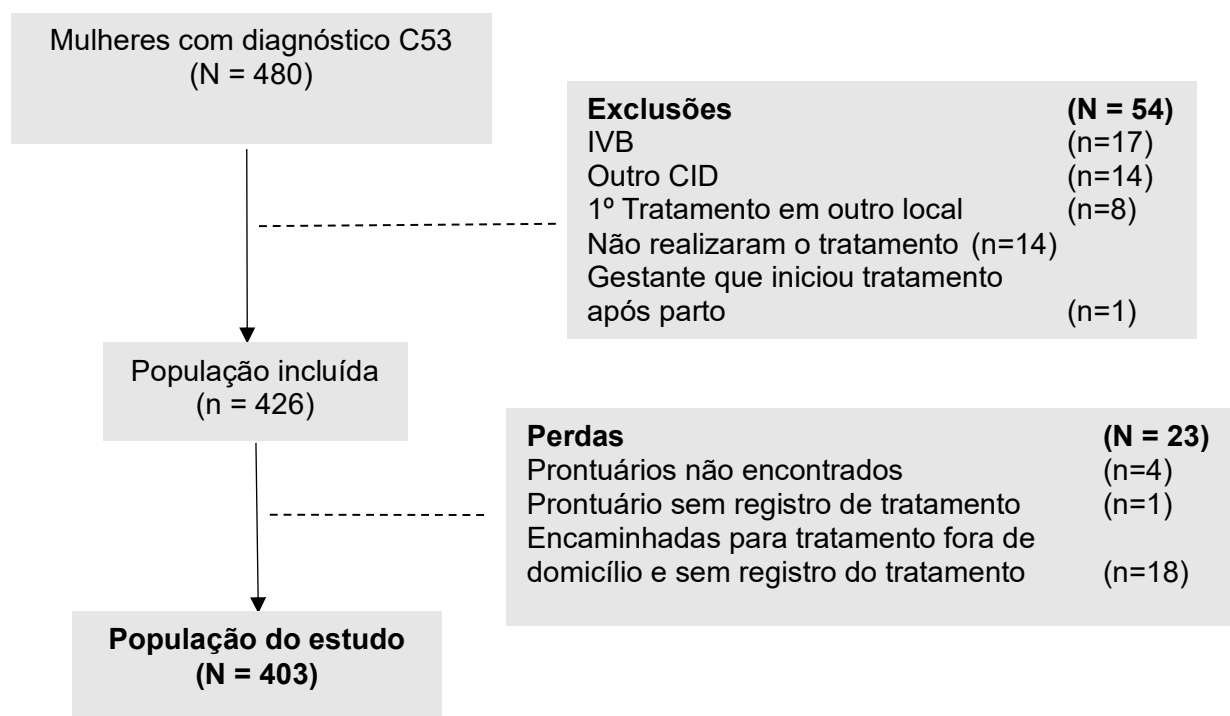 Mulheres com diagnóstico C53
(N = 480)
Exclusões (N = 54)
IVB (n=17)
Outro CID (n=14)
1º Tratamento em outro local (n=8)
Não realizaram o tratamento (n=14)
Gestante que iniciou tratamento
após parto (n=1)
População incluída
(n = 426)
Perdas (N = 23)
Prontuários não encontrados (n=4)
Prontuário sem registro de tratamento (n=1)
Encaminhadas para tratamento fora de
domicílio e sem registro do tratamento (n=18)
População do estudo
(N = 403)